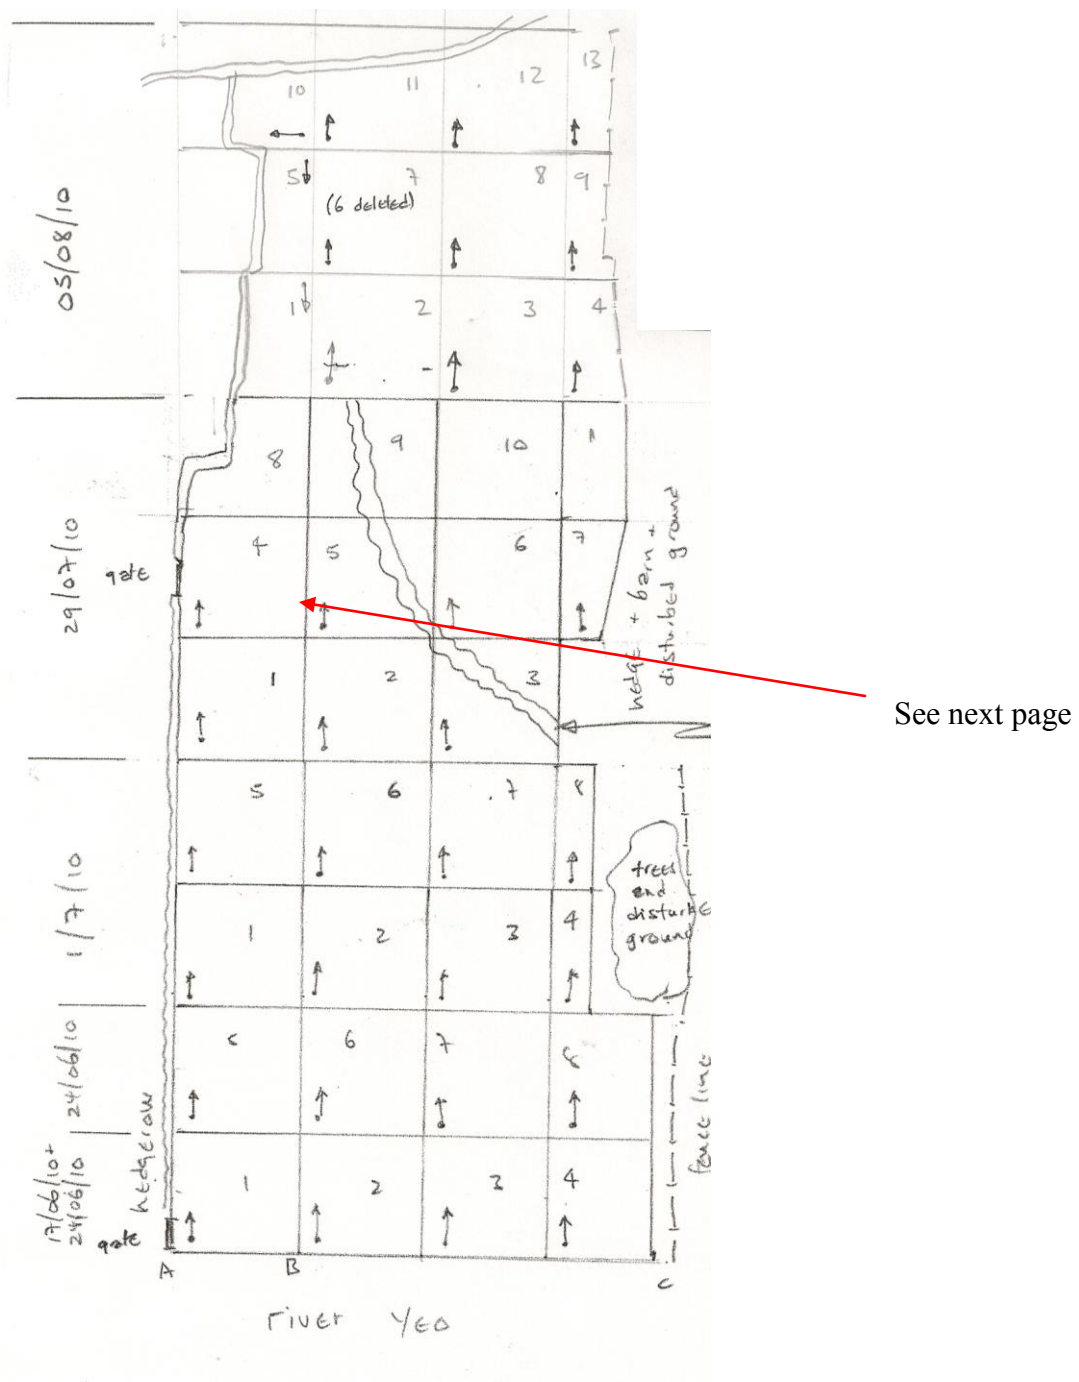 10 11 12 13
5 7 8 9
(6 deleted)
05/08/10
1 2 3 4
8 9 10 1
4 5 6 7
29/07/10
gate
hedge + barn +
disturbed ground
1 2 3
See next page
5 6 7 8
1/7/10
trees
and
disturbe
ground
1 2 3 4
6 7 8
24/06/10
fence line
hedgerow
17/06/10+
24/06/10
1 2 3 4
gate
A B C
river Yeo